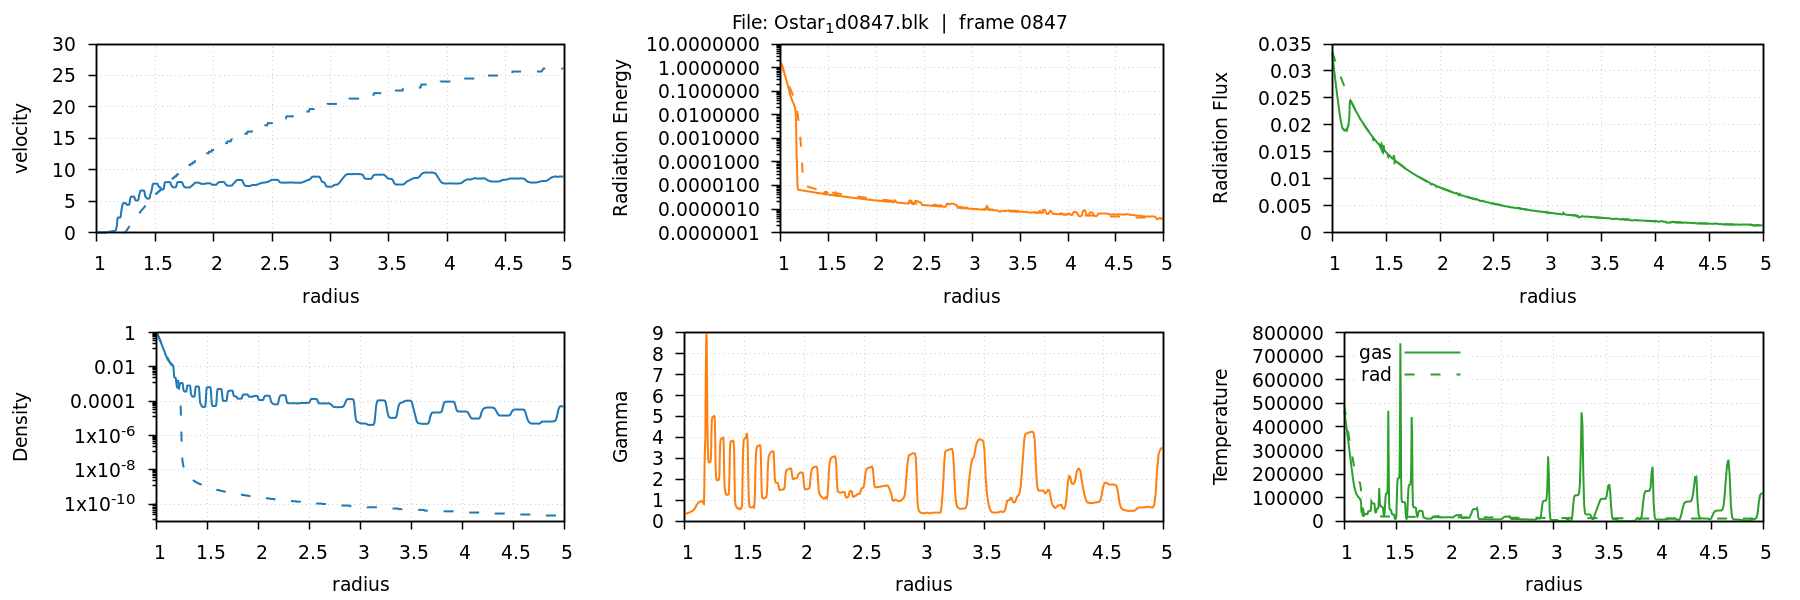 File: Ostar₁d0847.blk | frame 0847
velocity
30
25
20
15
10
5
0
1 1.5 2 2.5 3 3.5 4 4.5 5
radius
Radiation Energy
10.0000000
1.0000000
0.1000000
0.0100000
0.0010000
0.0001000
0.0000100
0.0000010
0.0000001
1 1.5 2 2.5 3 3.5 4 4.5 5
radius
Radiation Flux
0.035
0.03
0.025
0.02
0.015
0.01
0.005
0
1 1.5 2 2.5 3 3.5 4 4.5 5
radius
Density
1
0.01
0.0001
1x10⁻⁶
1x10⁻⁸
1x10⁻¹⁰
1 1.5 2 2.5 3 3.5 4 4.5 5
radius
Gamma
9
8
7
6
5
4
3
2
1
0
1 1.5 2 2.5 3 3.5 4 4.5 5
radius
Temperature
800000
700000
600000
500000
400000
300000
200000
100000
0
gas
rad
1 1.5 2 2.5 3 3.5 4 4.5 5
radius